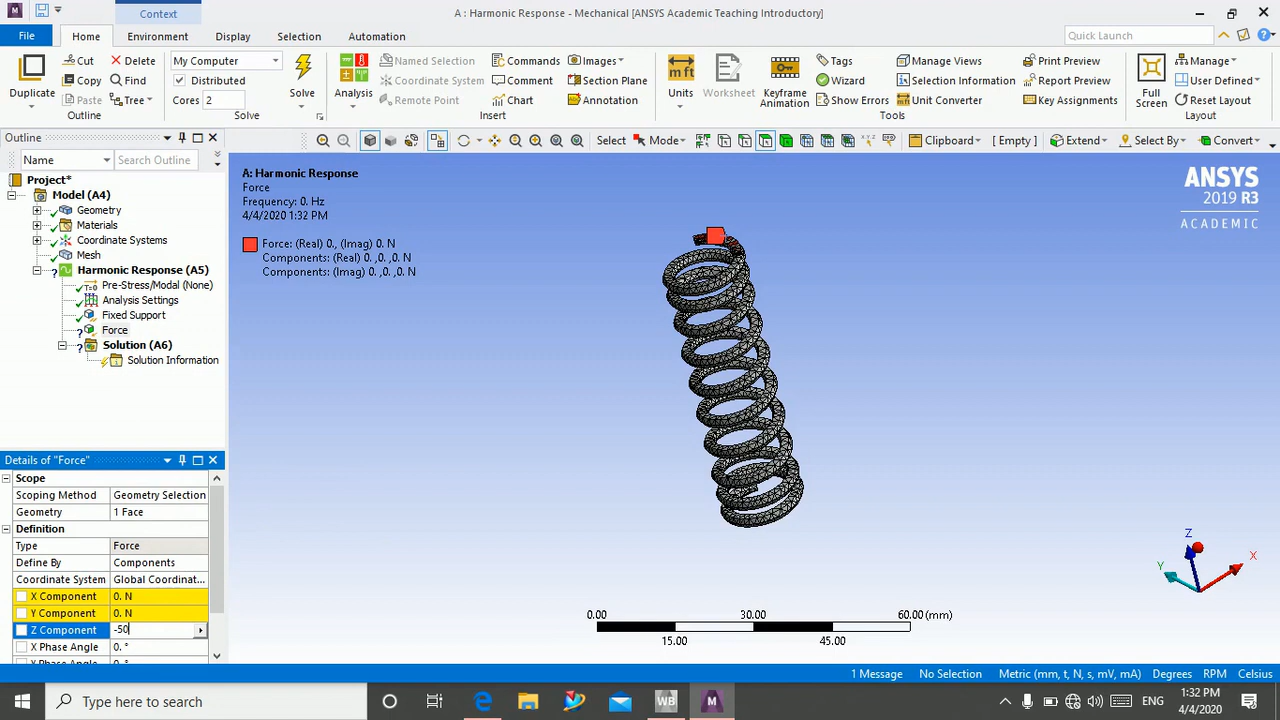 Context
A : Harmonic Response - Mechanical [ANSYS Academic Teaching Introductory]
File Home Environment Display Selection Automation Quick Launch
Cut Delete My Computer Named Selection Commands Images Tags Manage Views Print Preview Manage
Duplicate Copy Find Distributed Solve Analysis Coordinate System Comment Section Plane Units Worksheet Keyframe Animation Wizard Selection Information Full Screen Report Preview User Defined
Paste Tree Cores 2 Remote Point Chart Annotation Show Errors Unit Converter Key Assignments Reset Layout
Outline Solve Insert Tools Layout
Outline Select Mode Clipboard [ Empty ] Extend Select By Convert
Name Search Outline
Project*
Model (A4)
Geometry
Materials
Coordinate Systems
Mesh
Harmonic Response (A5)
Pre-Stress/Modal (None)
Analysis Settings
Fixed Support
Force
Solution (A6)
Solution Information
A: Harmonic Response
Force
Frequency: 0. Hz
4/4/2020 1:32 PM
Force: (Real) 0., (Imag) 0. N
Components: (Real) 0. ,0. ,0. N
Components: (Imag) 0. ,0. ,0. N
ANSYS
2019 R3
ACADEMIC
Details of "Force"
Scope
Scoping Method Geometry Selection
Geometry 1 Face
Definition
Type Force
Define By Components
Coordinate System Global Coordinat...
X Component 0. N
Y Component 0. N
Z Component -50
X Phase Angle 0. °
Z
Y X
0.00 30.00 60.00 (mm)
15.00 45.00
1 Message No Selection Metric (mm, t, N, s, mV, mA) Degrees RPM Celsius
Type here to search WB M ENG 1:32 PM
4/4/2020